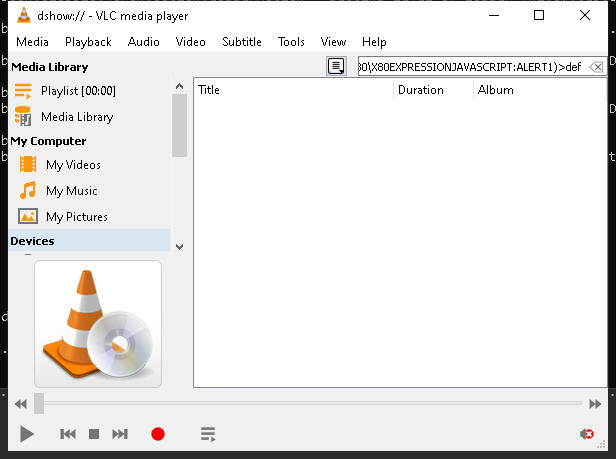 dshow:// - VLC media player
Media Playback Audio Video Subtitle Tools View Help
Media Library
30\X80EXPRESSIONJAVASCRIPT:ALERT1)>def
Playlist [00:00]
Title Duration Album
Media Library
My Computer
My Videos
My Music
My Pictures
Devices